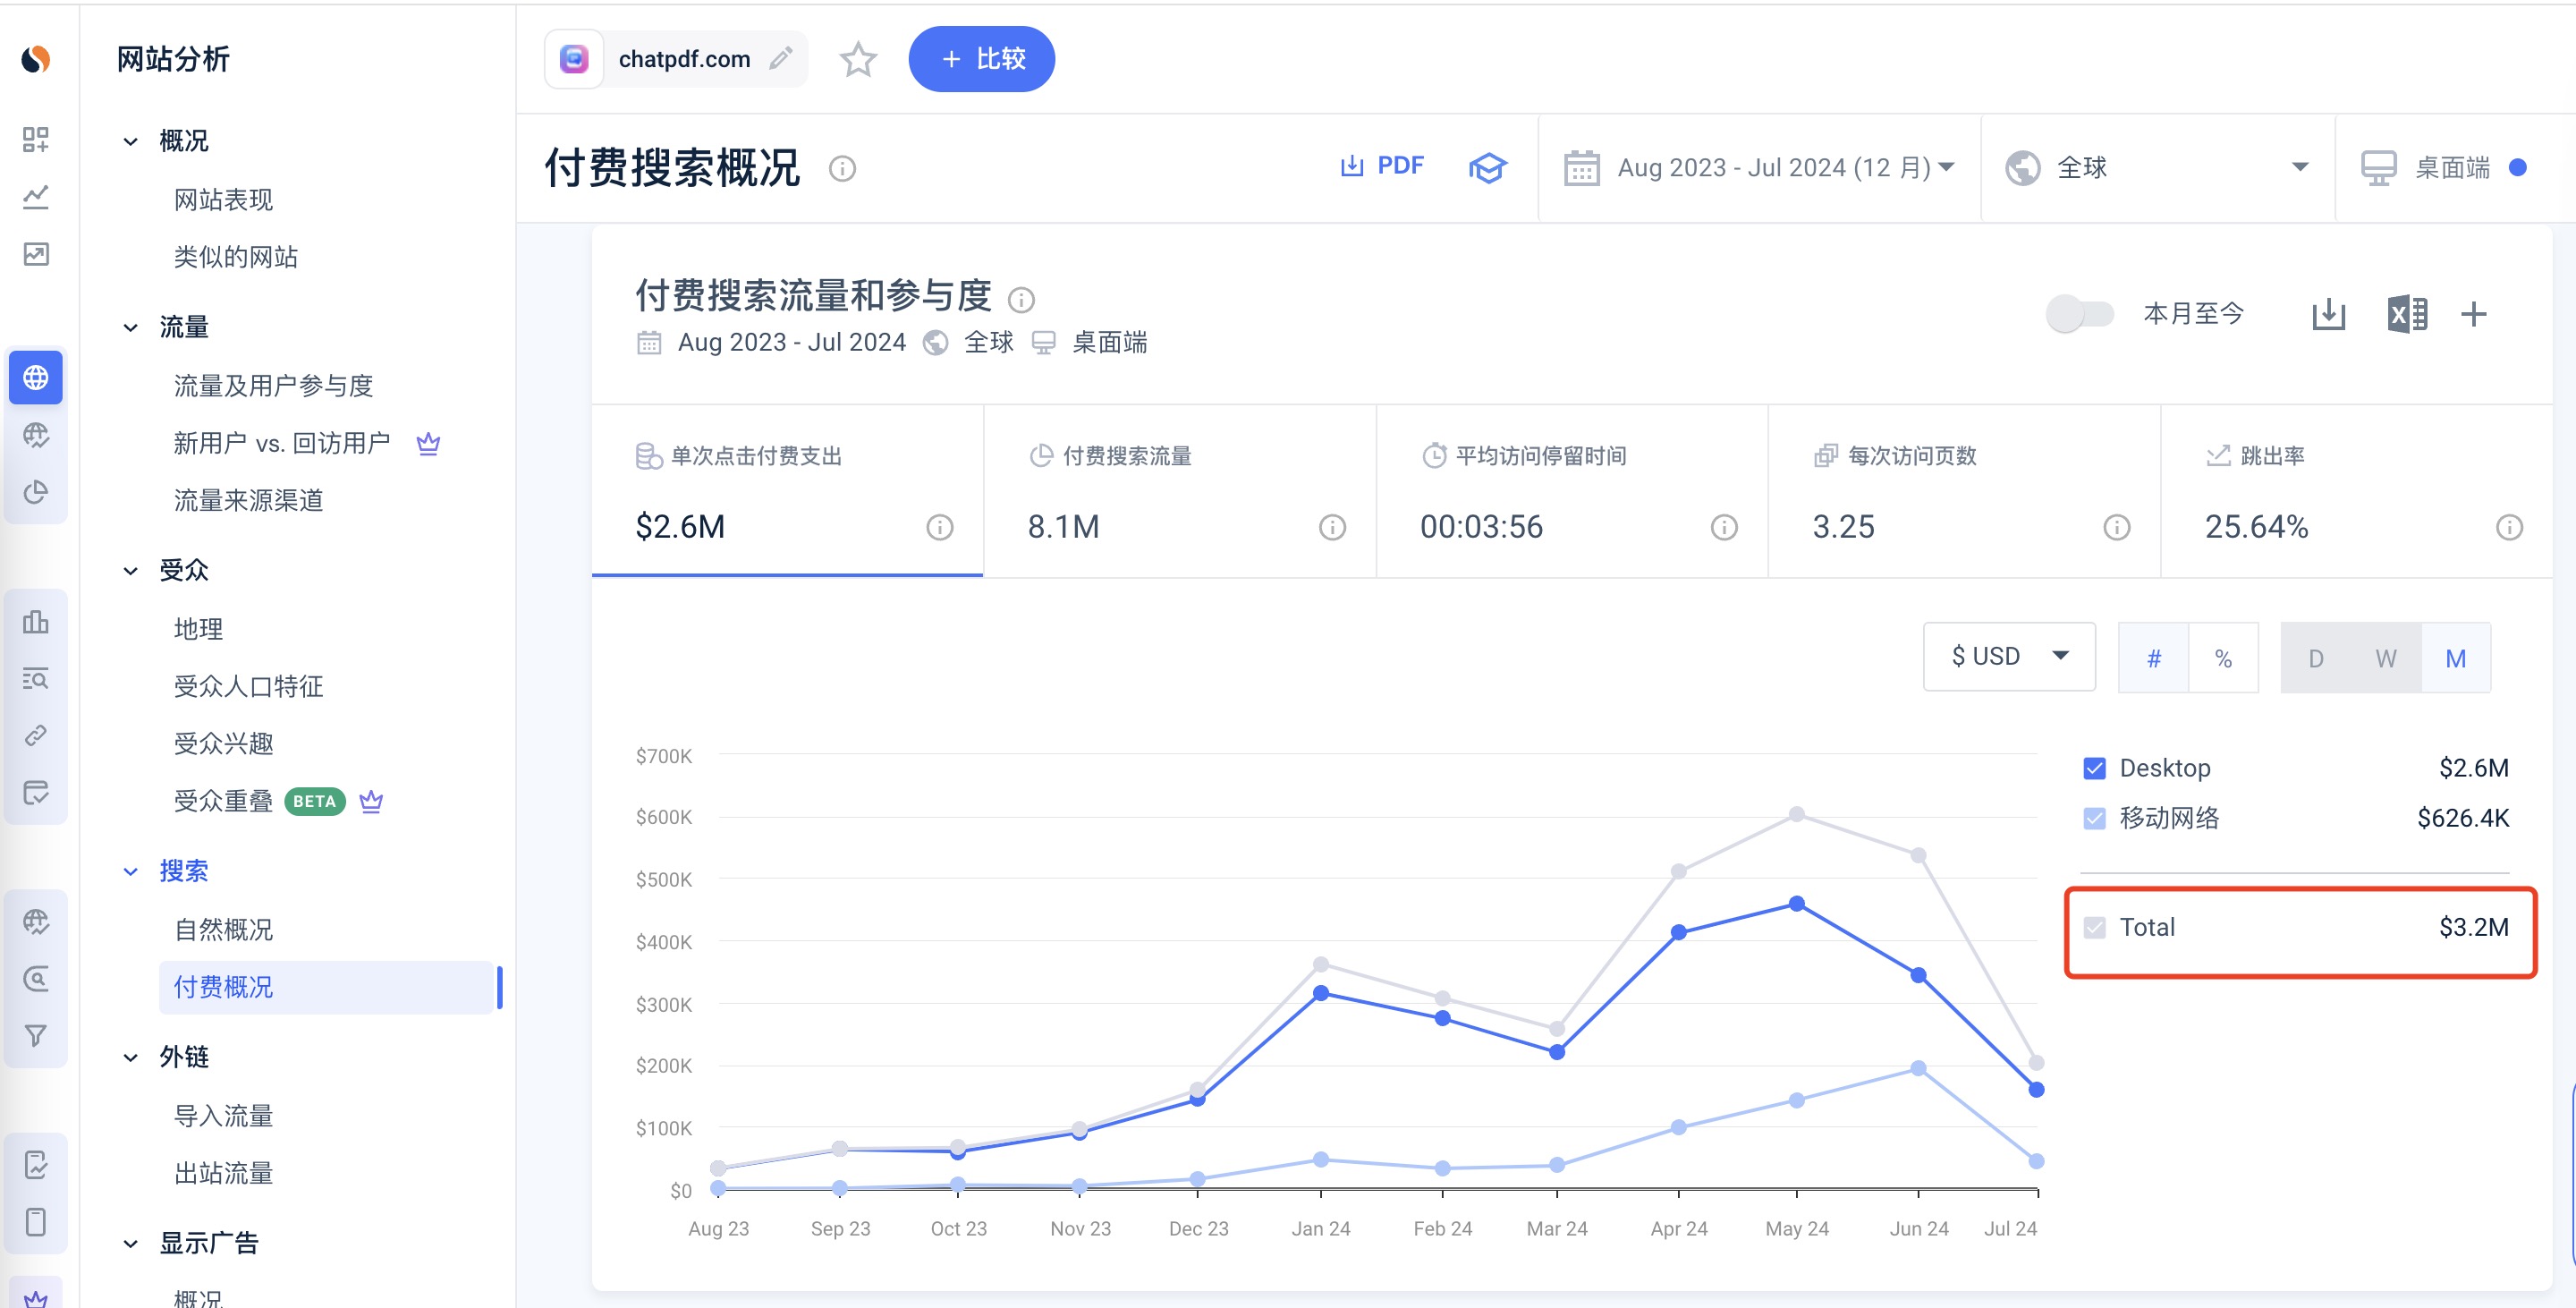 网站分析
概况
网站表现
类似的网站
流量
流量及用户参与度
新用户 vs. 回访用户
流量来源渠道
受众
地理
受众人口特征
受众兴趣
受众重叠 BETA
搜索
自然概况
付费概况
外链
导入流量
出站流量
显示广告
概况
chatpdf.com
+ 比较
付费搜索概况
PDF
Aug 2023 - Jul 2024 (12 月)
全球
桌面端
付费搜索流量和参与度
Aug 2023 - Jul 2024 全球 桌面端
本月至今
单次点击付费支出
$2.6M
付费搜索流量
8.1M
平均访问停留时间
00:03:56
每次访问页数
3.25
跳出率
25.64%
$ USD
# %
D W M
$700K
$600K
$500K
$400K
$300K
$200K
$100K
$0
Aug 23 Sep 23 Oct 23 Nov 23 Dec 23 Jan 24 Feb 24 Mar 24 Apr 24 May 24 Jun 24 Jul 24
Desktop $2.6M
移动网络 $626.4K
Total $3.2M